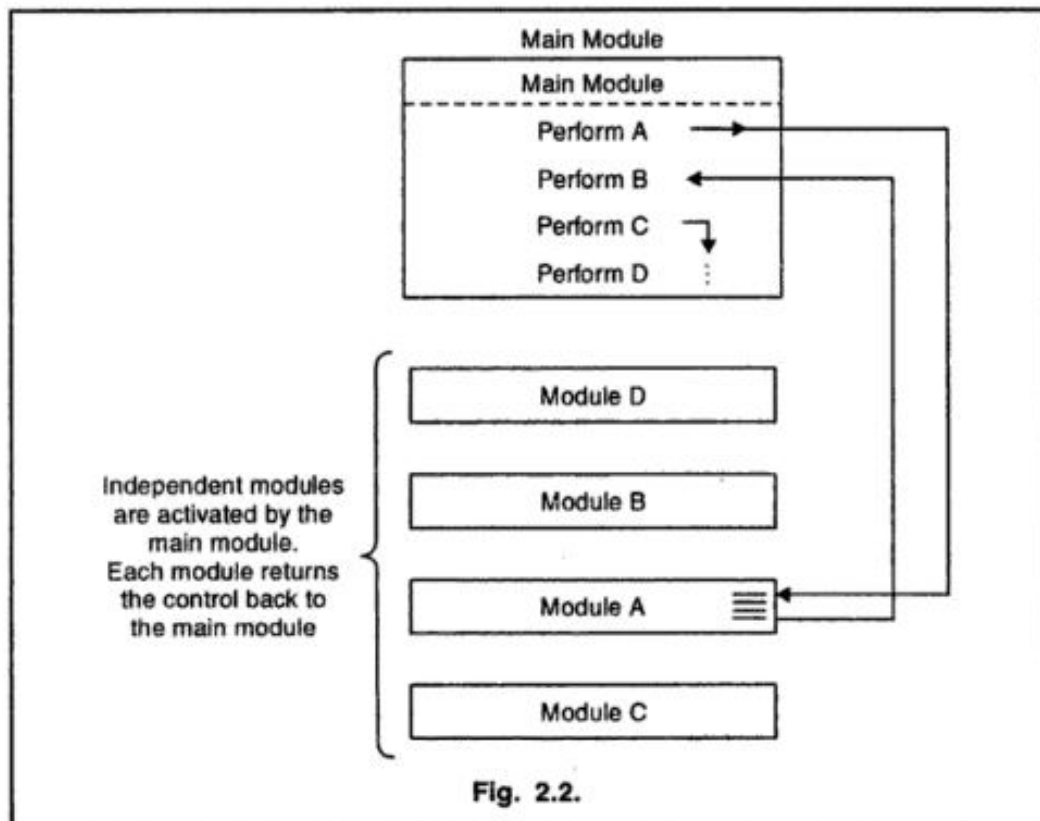 Main Module
Main Module
Perform A
Perform B
Perform C
Perform D
Module D
Module B
Module A
Module C
Independent modules
are activated by the
main module.
Each module returns
the control back to
the main module
Fig. 2.2.